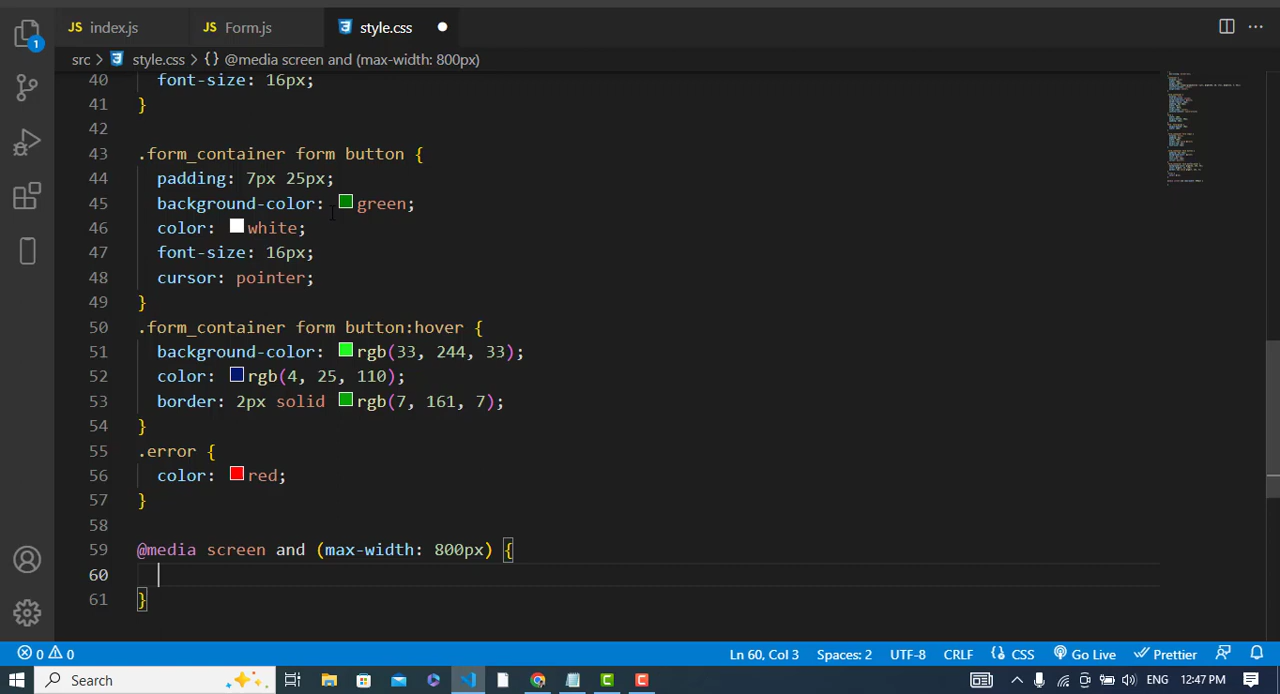 JS index.js JS Form.js style.css
src > style.css > {} @media screen and (max-width: 800px)
1
40 font-size: 16px;
41 }
42
43 .form_container form button {
44 padding: 7px 25px;
45 background-color: green;
46 color: white;
47 font-size: 16px;
48 cursor: pointer;
49 }
50 .form_container form button:hover {
51 background-color: rgb(33, 244, 33);
52 color: rgb(4, 25, 110);
53 border: 2px solid rgb(7, 161, 7);
54 }
55 .error {
56 color: red;
57 }
58
59 @media screen and (max-width: 800px) {
60
61 }
0 0 Ln 60, Col 3 Spaces: 2 UTF-8 CRLF {} CSS Go Live Prettier
Search ENG 12:47 PM